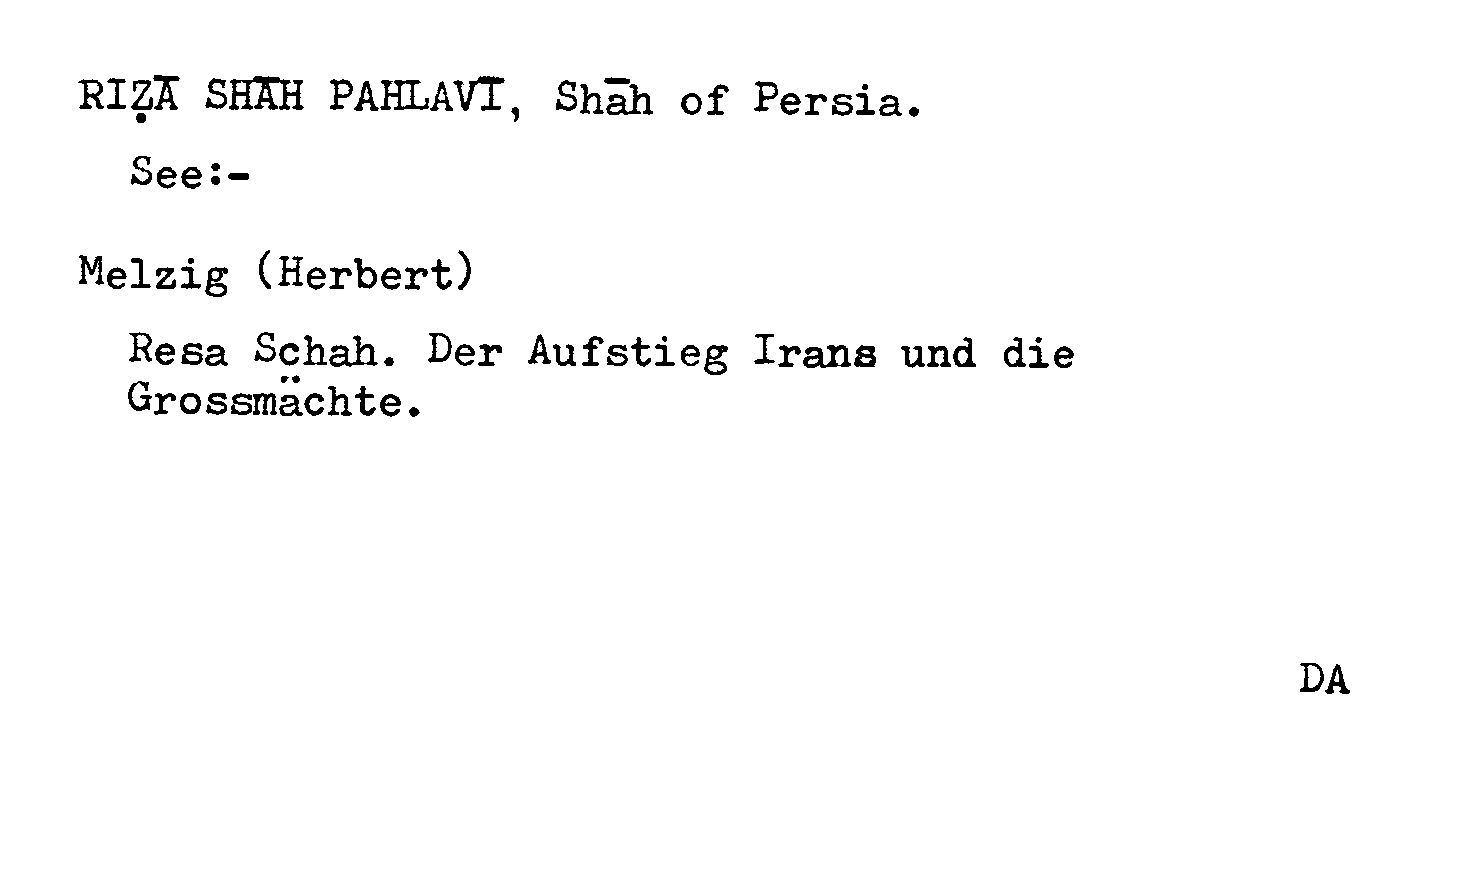 RIẒĀ SHĀH PAHLAVĪ, Shāh of Persia.
See:-
Melzig (Herbert)
Resa Schah. Der Aufstieg Irans und die
Grossmächte.
DA